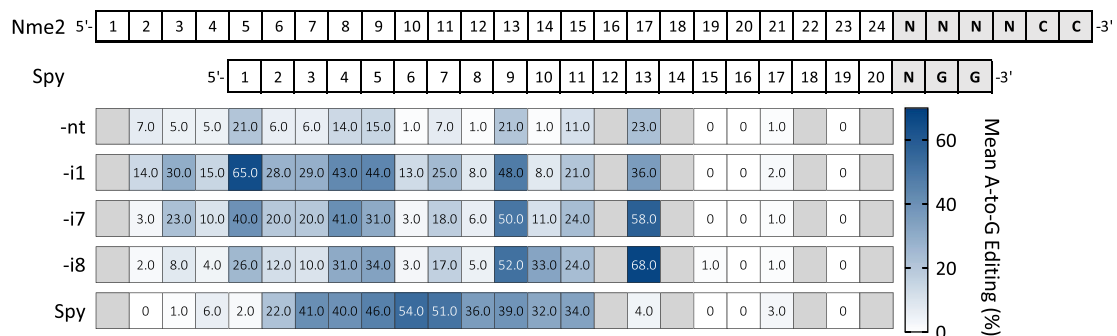 Nme2 5'- 1 2 3 4 5 6 7 8 9 10 11 12 13 14 15 16 17 18 19 20 21 22 23 24 N N N N C C -3'
Spy 5'- 1 2 3 4 5 6 7 8 9 10 11 12 13 14 15 16 17 18 19 20 N G G -3'
-nt 7.0 5.0 5.0 21.0 6.0 6.0 14.0 15.0 1.0 7.0 1.0 21.0 1.0 11.0 23.0 0 0 1.0 0
-i1 14.0 30.0 15.0 65.0 28.0 29.0 43.0 44.0 13.0 25.0 8.0 48.0 8.0 21.0 36.0 0 0 2.0 0
-i7 3.0 23.0 10.0 40.0 20.0 20.0 41.0 31.0 3.0 18.0 6.0 50.0 11.0 24.0 58.0 0 0 1.0 0
-i8 2.0 8.0 4.0 26.0 12.0 10.0 31.0 34.0 3.0 17.0 5.0 52.0 33.0 24.0 68.0 1.0 0 1.0 0
Spy 0 1.0 6.0 2.0 22.0 41.0 40.0 46.0 54.0 51.0 36.0 39.0 32.0 34.0 4.0 0 0 3.0 0
60
40
20
0
Mean A-to-G Editing (%)